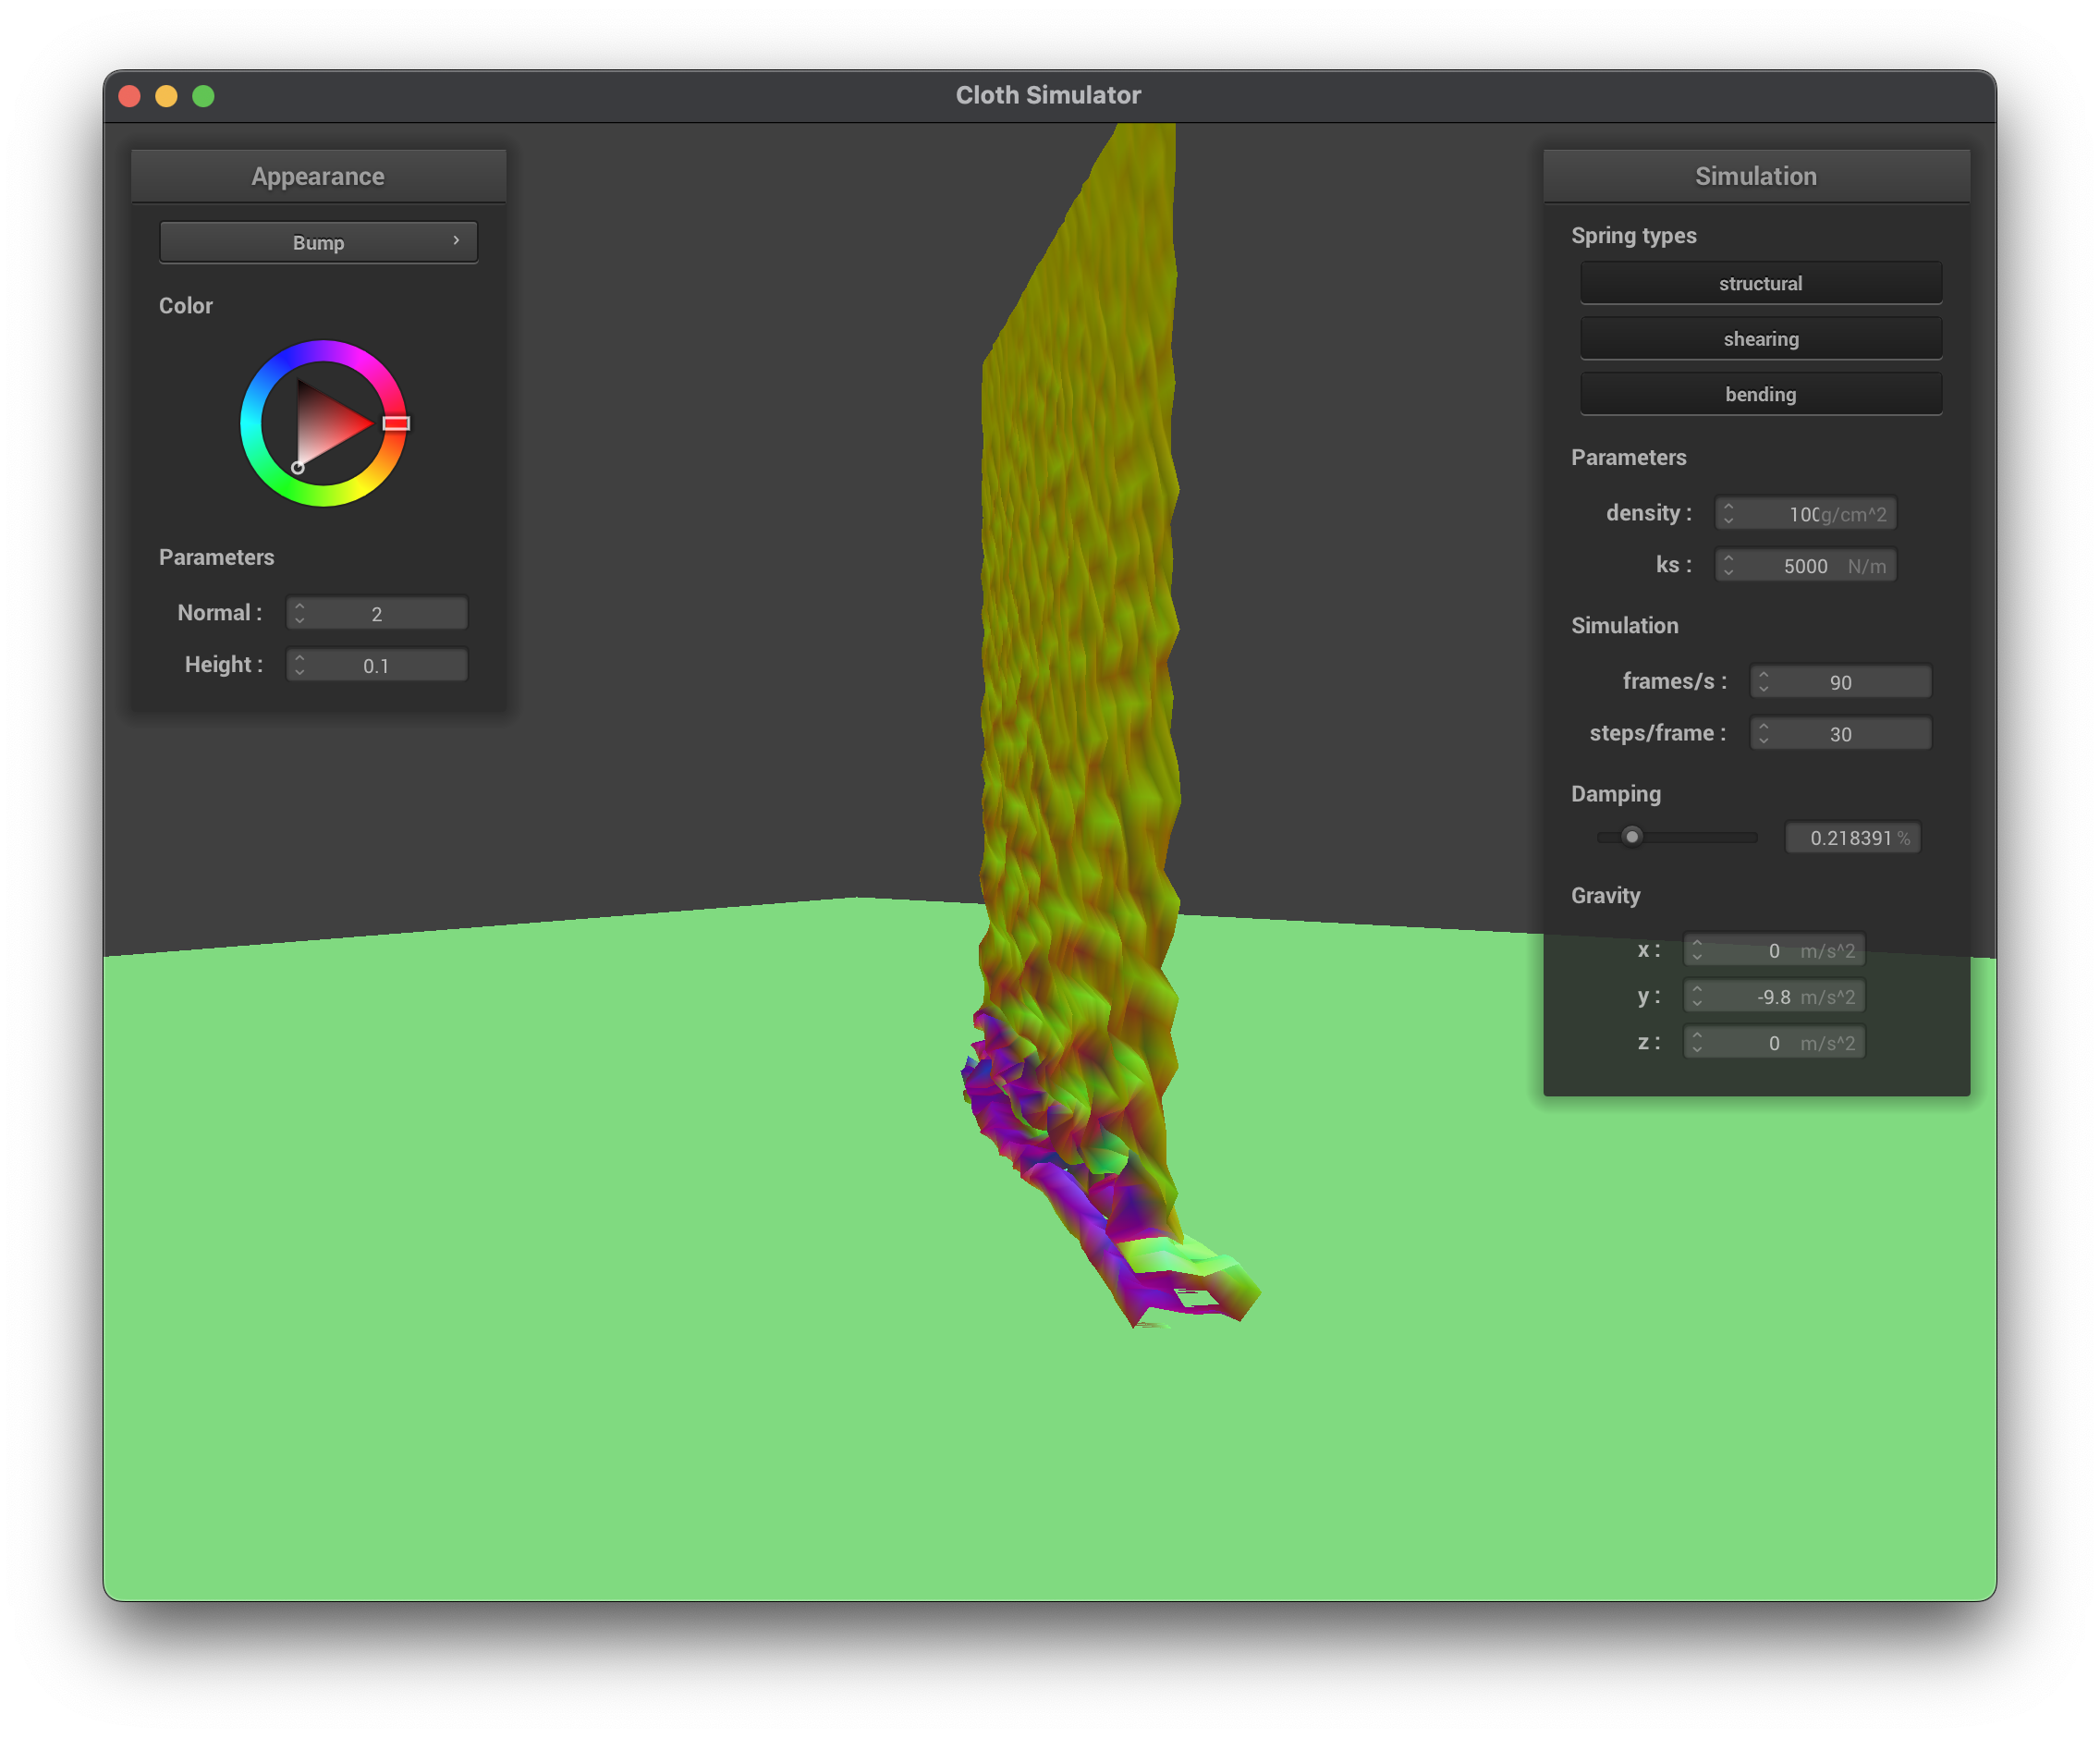 Cloth Simulator
Appearance
Bump
Color
Parameters
Normal : 2
Height : 0.1
Simulation
Spring types
structural
shearing
bending
Parameters
density : 100 g/cm^2
ks : 5000 N/m
Simulation
frames/s : 90
steps/frame : 30
Damping
0.218391 %
Gravity
x : 0 m/s^2
y : -9.8 m/s^2
z : 0 m/s^2